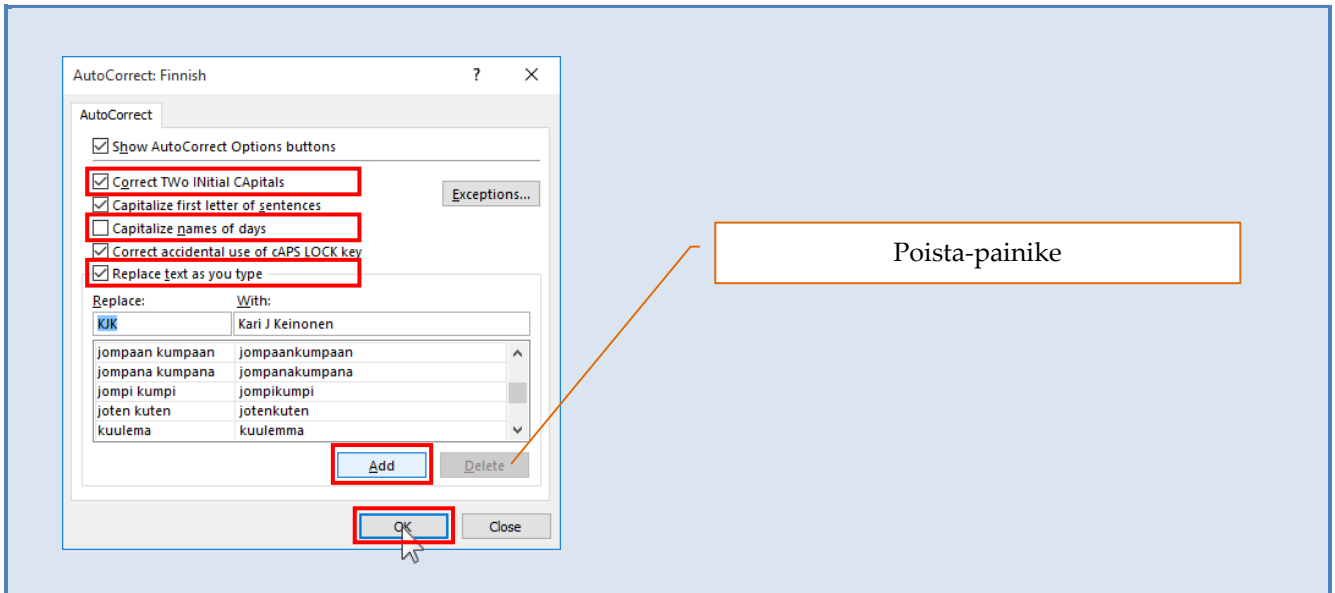 AutoCorrect: Finnish ?
AutoCorrect
Show AutoCorrect Options buttons
Correct TWo INitial CApitals
Exceptions...
Capitalize first letter of sentences
Capitalize names of days
Correct accidental use of cAPS LOCK key
Replace text as you type
Replace: With:
KJK Kari J Keinonen
jompaan kumpaan jompaankumpaan
jompana kumpana jompanakumpana
jompi kumpi jompikumpi
joten kuten jotenkuten
kuulema kuulemma
Add Delete
OK Close
Poista-painike